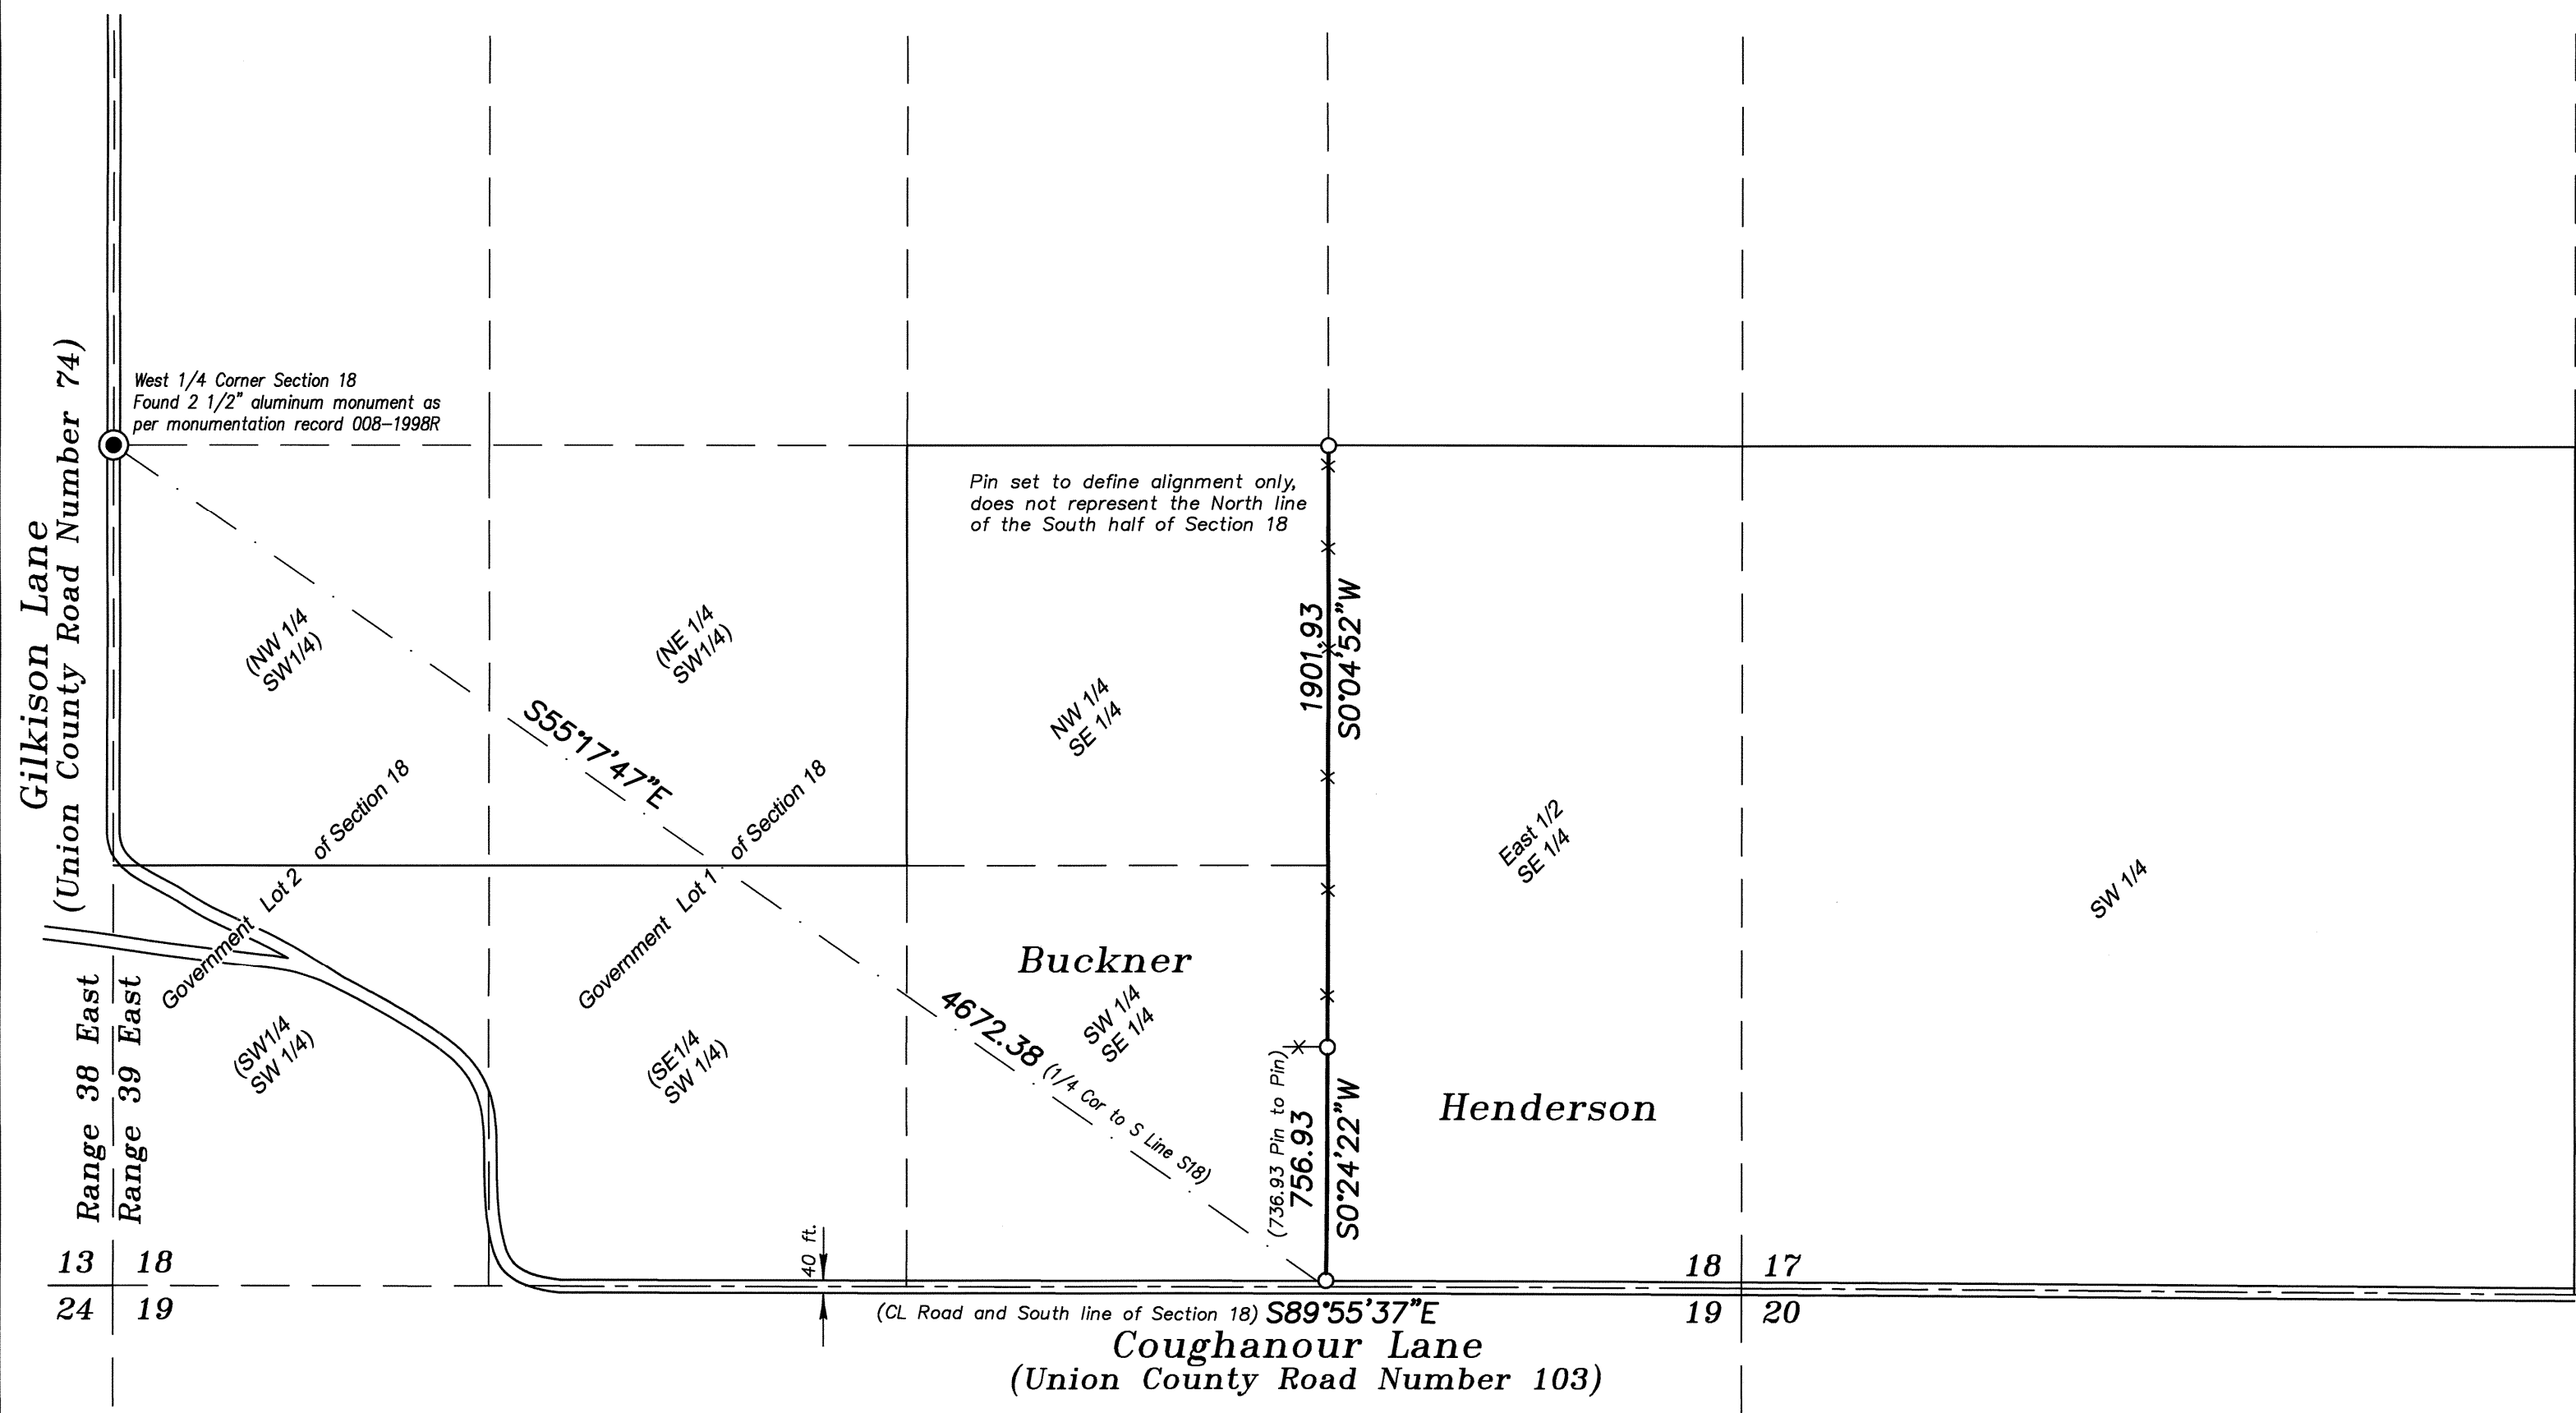 West 1/4 Corner Section 18
Found 2 1/2" aluminum monument as
per monumentation record 008-1998R
Gilkison Lane
(Union County Road Number 74)
Pin set to define alignment only,
does not represent the North line
of the South half of Section 18
(NW 1/4
SW1/4)
(NE 1/4
SW1/4)
NW 1/4
SE 1/4
1901.93
S0°04'52"W
S55°17'47"E
Government Lot 2 of Section 18
Government Lot 1 of Section 18
East 1/2
SE 1/4
SW 1/4
Buckner
SW 1/4
SE 1/4
4672.38 (1/4 Cor to S Line S18)
(SW1/4
SW 1/4)
(SE1/4
SW 1/4)
Range 38 East
Range 39 East
(736.93 Pin to Pin)
756.93
S0°24'22"W
Henderson
40 ft.
13 18
24 19
18 17
19 20
(CL Road and South line of Section 18) S89°55'37"E
Coughanour Lane
(Union County Road Number 103)